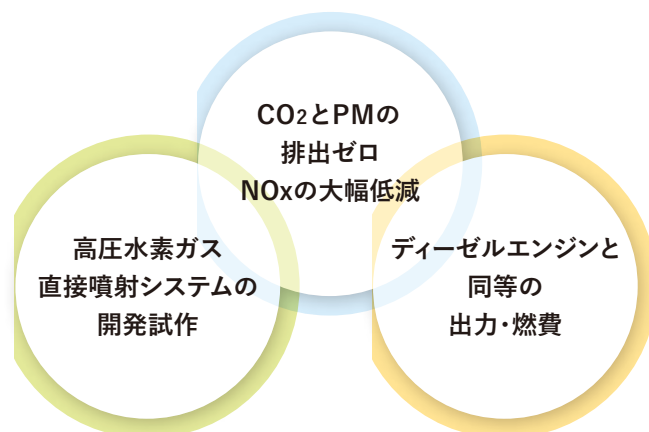 CO2とPMの
排出ゼロ
NOxの大幅低減
高圧水素ガス
直接噴射システムの
開発試作
ディーゼルエンジンと
同等の
出力・燃費